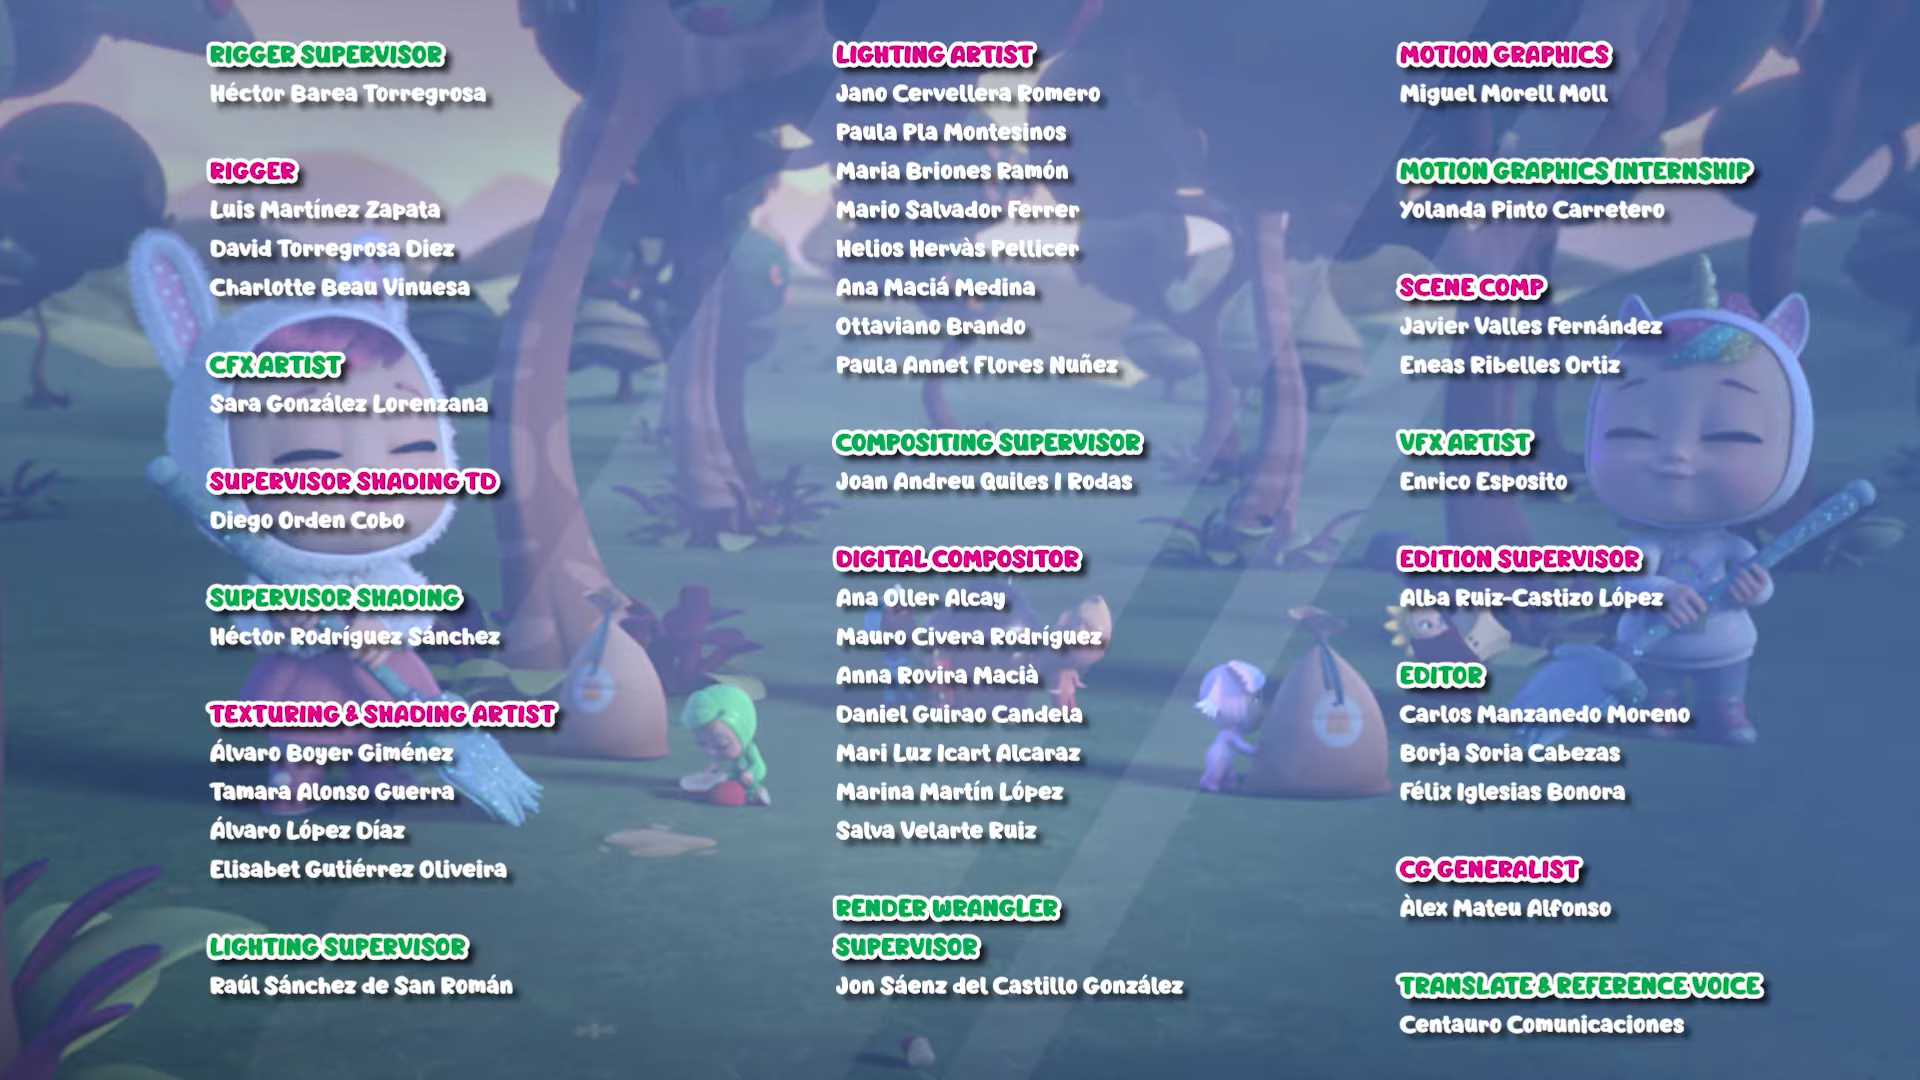 RIGGER SUPERVISOR
Héctor Barea Torregrosa
RIGGER
Luis Martínez Zapata
David Torregrosa Diez
Charlotte Beau Vinuesa
CFX ARTIST
Sara González Lorenzana
SUPERVISOR SHADING TD
Diego Orden Cobo
SUPERVISOR SHADING
Héctor Rodríguez Sánchez
TEXTURING & SHADING ARTIST
Álvaro Boyer Giménez
Tamara Alonso Guerra
Álvaro López Díaz
Elisabet Gutiérrez Oliveira
LIGHTING SUPERVISOR
Raúl Sánchez de San Román
LIGHTING ARTIST
Jano Cervellera Romero
Paula Pla Montesinos
Maria Briones Ramón
Mario Salvador Ferrer
Helios Hervàs Pellicer
Ana Maciá Medina
Ottaviano Brando
Paula Annet Flores Nuñez
COMPOSITING SUPERVISOR
Joan Andreu Quiles I Rodas
DIGITAL COMPOSITOR
Ana Oller Alcay
Mauro Civera Rodríguez
Anna Rovira Macià
Daniel Guirao Candela
Mari Luz Icart Alcaraz
Marina Martín López
Salva Velarte Ruiz
RENDER WRANGLER
SUPERVISOR
Jon Sáenz del Castillo González
MOTION GRAPHICS
Miguel Morell Moll
MOTION GRAPHICS INTERNSHIP
Yolanda Pinto Carretero
SCENE COMP
Javier Valles Fernández
Eneas Ribelles Ortiz
VFX ARTIST
Enrico Esposito
EDITION SUPERVISOR
Alba Ruiz-Castizo López
EDITOR
Carlos Manzanedo Moreno
Borja Soria Cabezas
Félix Iglesias Bonora
CG GENERALIST
Àlex Mateu Alfonso
TRANSLATE & REFERENCE VOICE
Centauro Comunicaciones